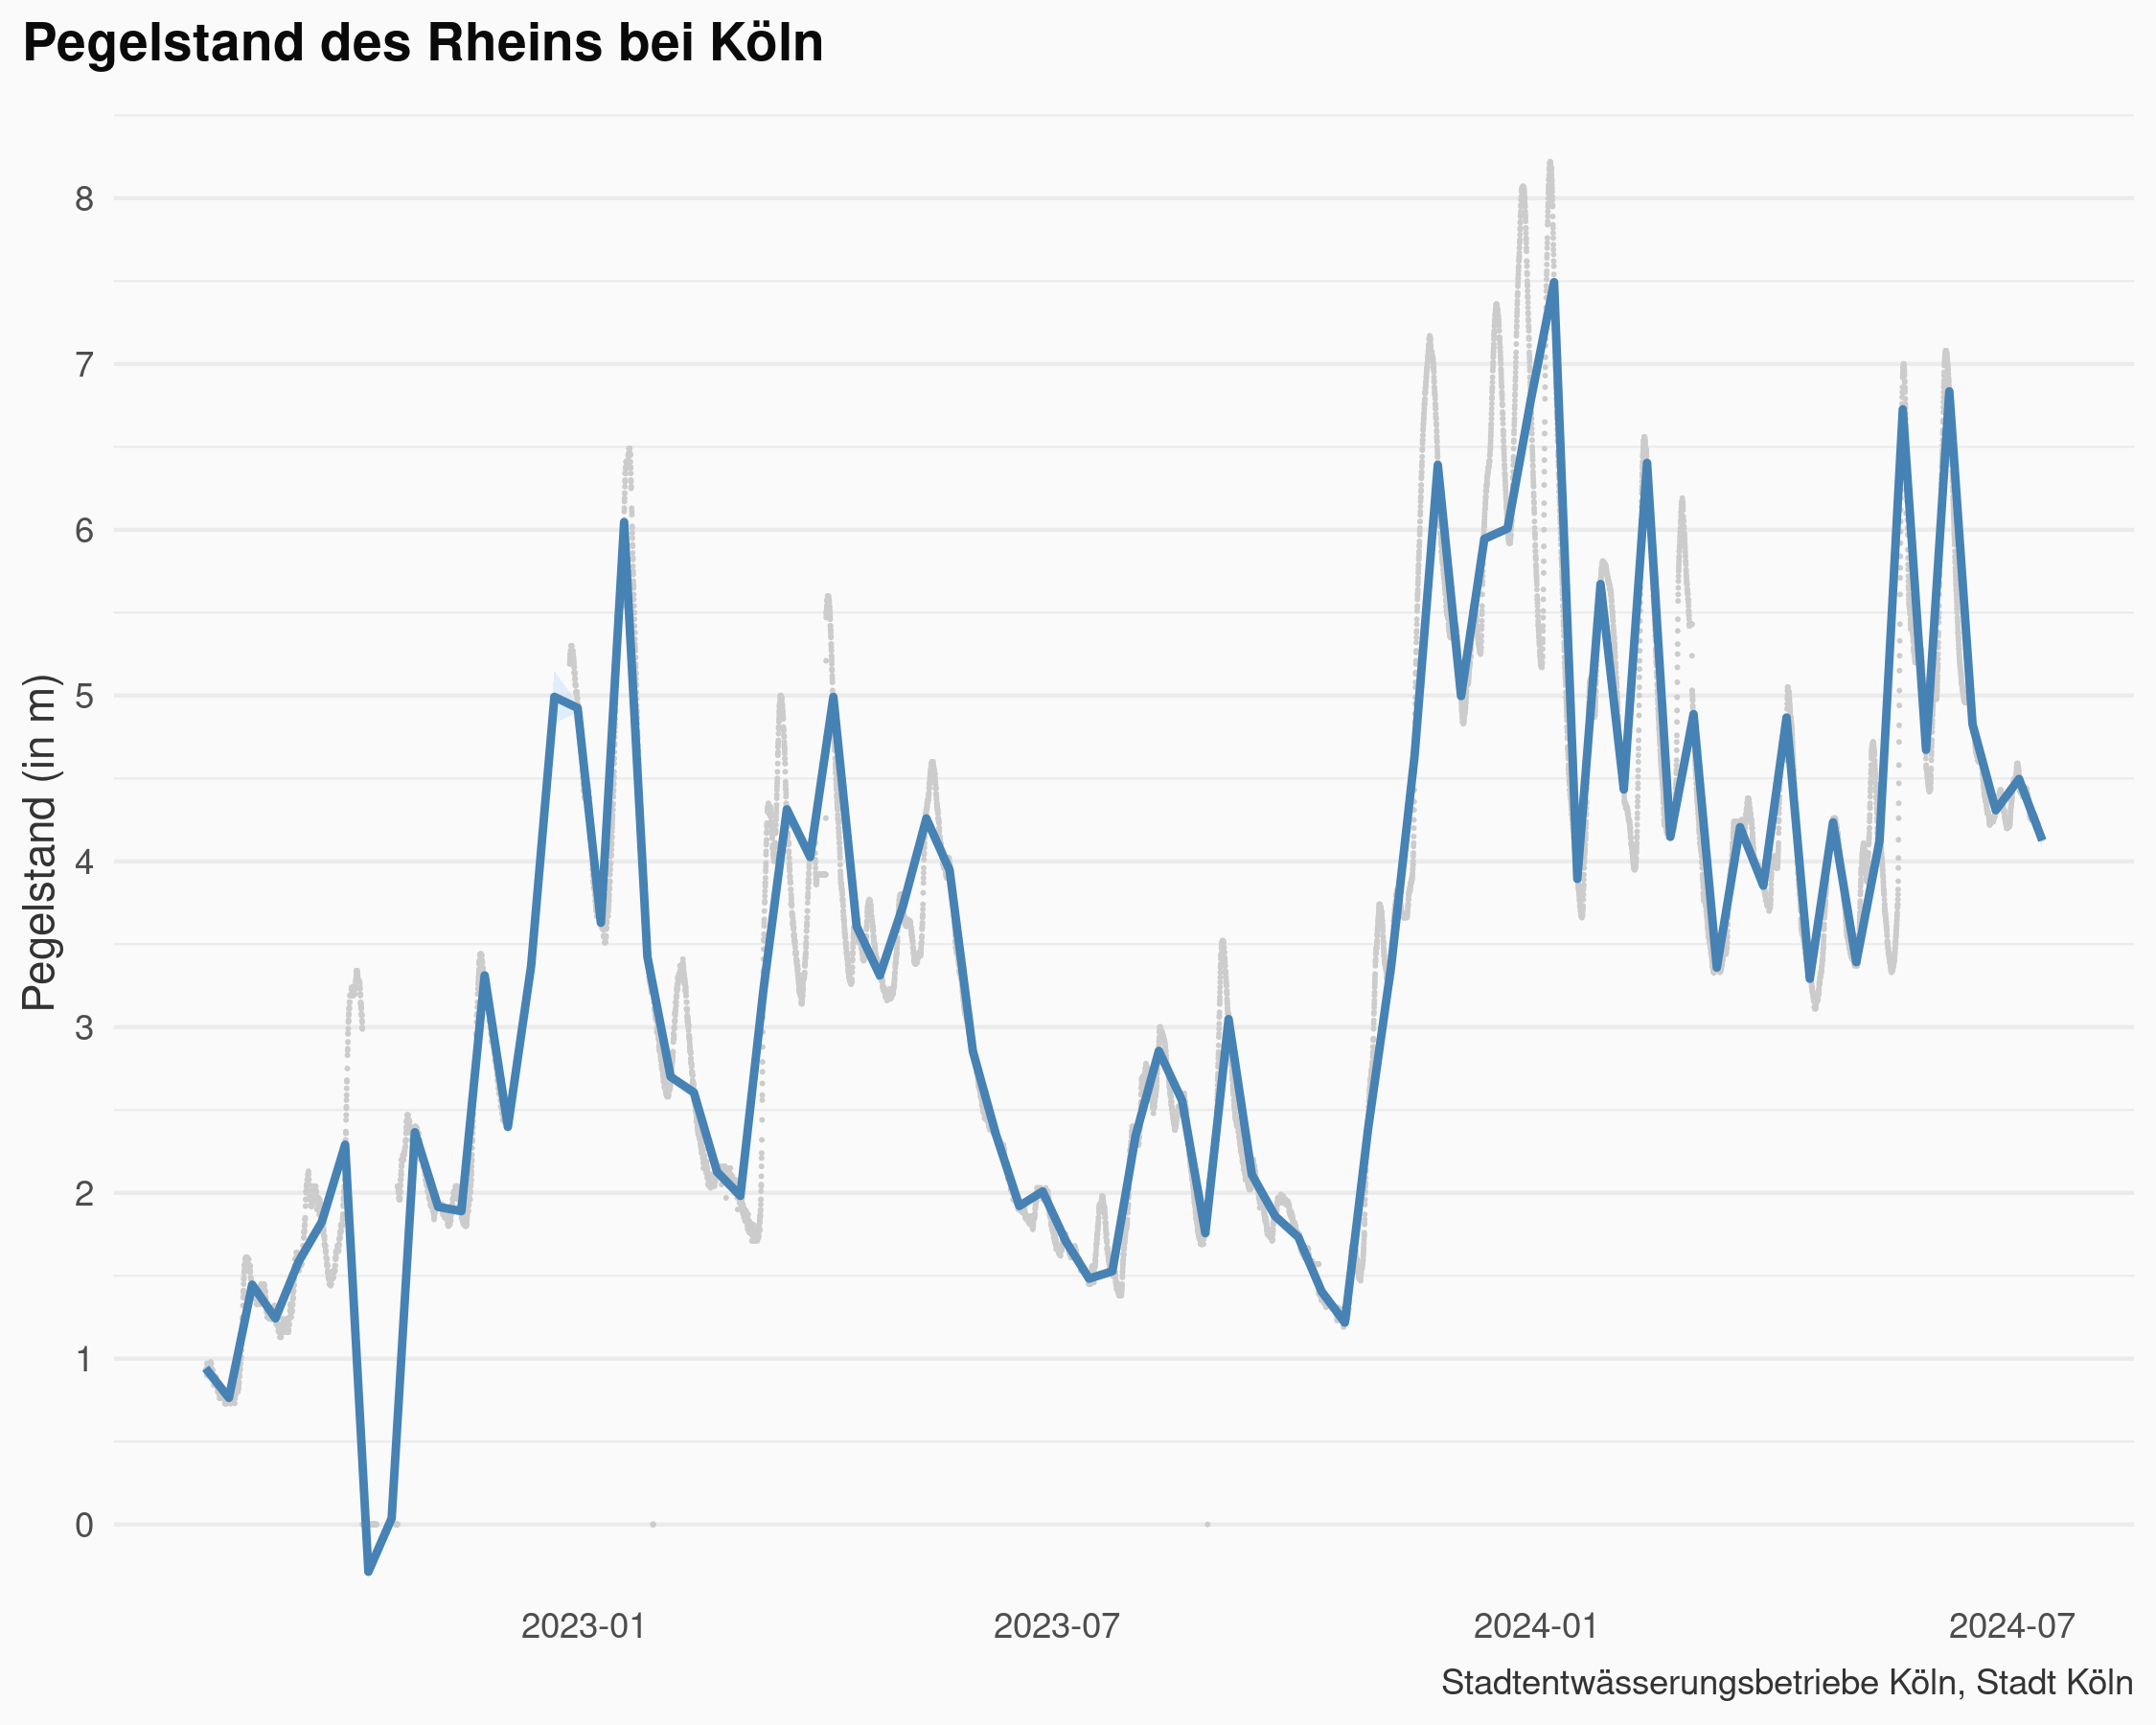 Pegelstand des Rheins bei Köln
Pegelstand (in m)
8
7
6
5
4
3
2
1
0
2023-01 2023-07 2024-01 2024-07
Stadtentwässerungsbetriebe Köln, Stadt Köln